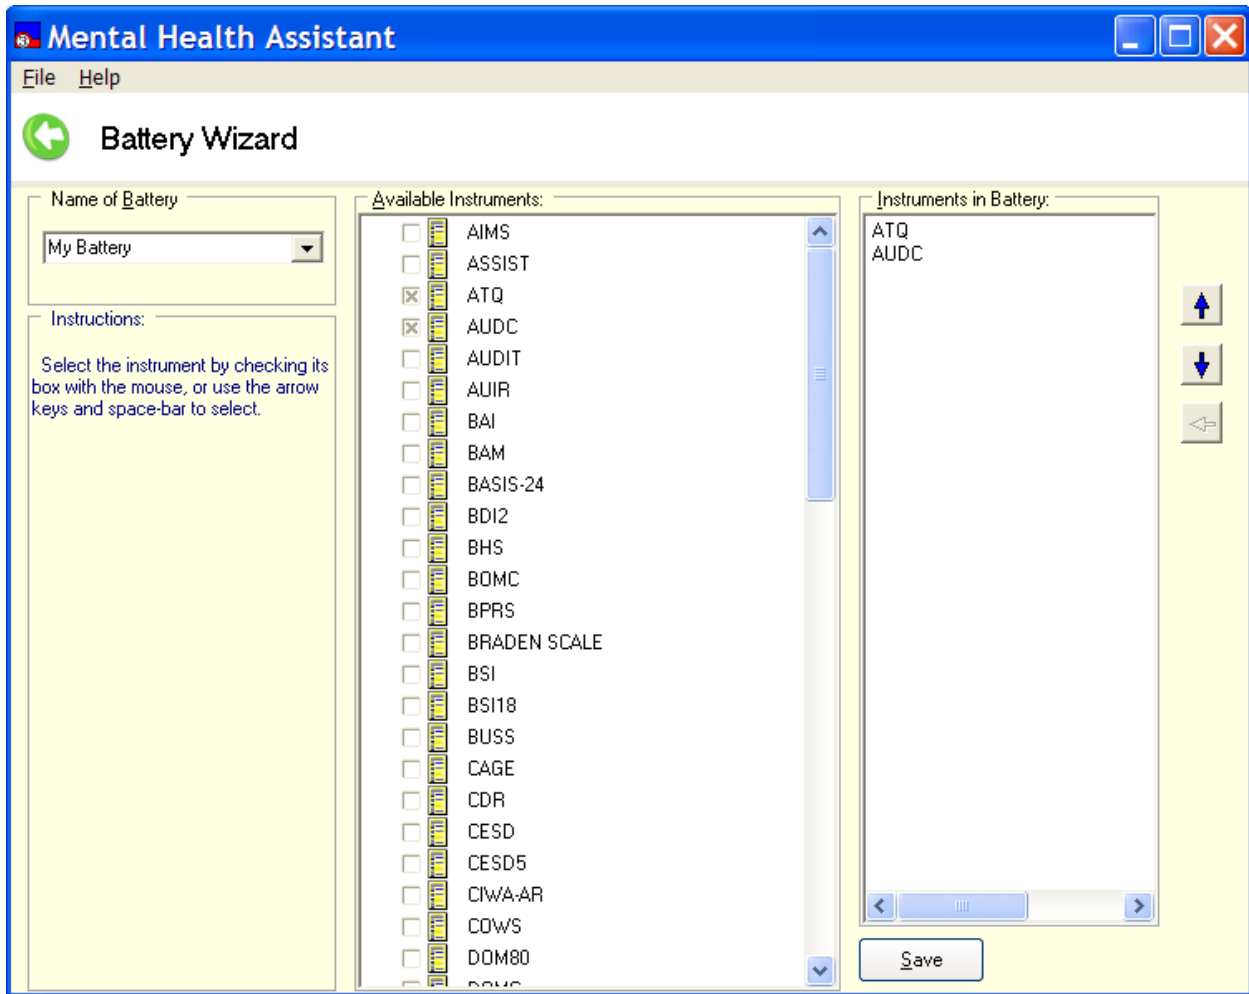 Mental Health Assistant
File Help
Battery Wizard
Name of Battery
My Battery
Instructions:
Select the instrument by checking its
box with the mouse, or use the arrow
keys and space-bar to select.
Available Instruments:
AIMS
ASSIST
ATQ
AUDC
AUDIT
AUIR
BAI
BAM
BASIS-24
BDI2
BHS
BOMC
BPRS
BRADEN SCALE
BSI
BSI18
BUSS
CAGE
CDR
CESD
CESD5
CIWA-AR
COWS
DOM80
Instruments in Battery:
ATQ
AUDC
Save